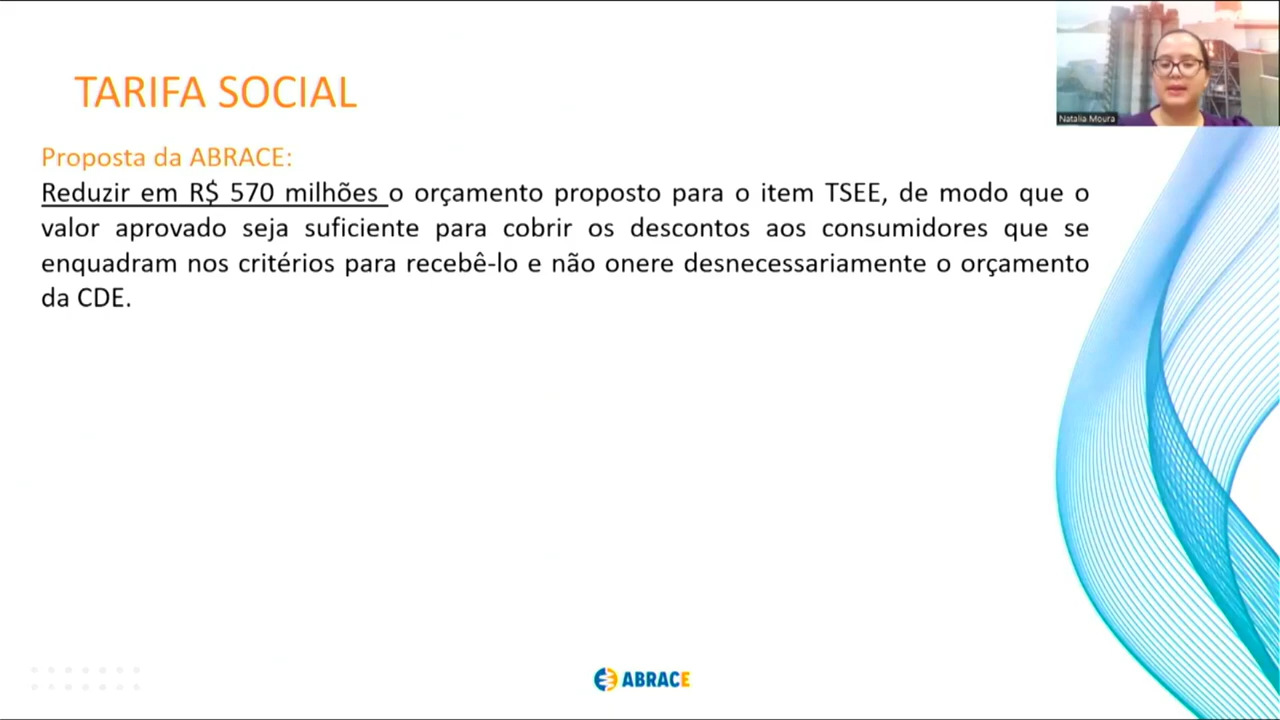 TARIFA SOCIAL
Natalia Moura
Proposta da ABRACE:
Reduzir em R$ 570 milhões o orçamento proposto para o item TSEE, de modo que o
valor aprovado seja suficiente para cobrir os descontos aos consumidores que se
enquadram nos critérios para recebê-lo e não onere desnecessariamente o orçamento
da CDE.
ABRACE